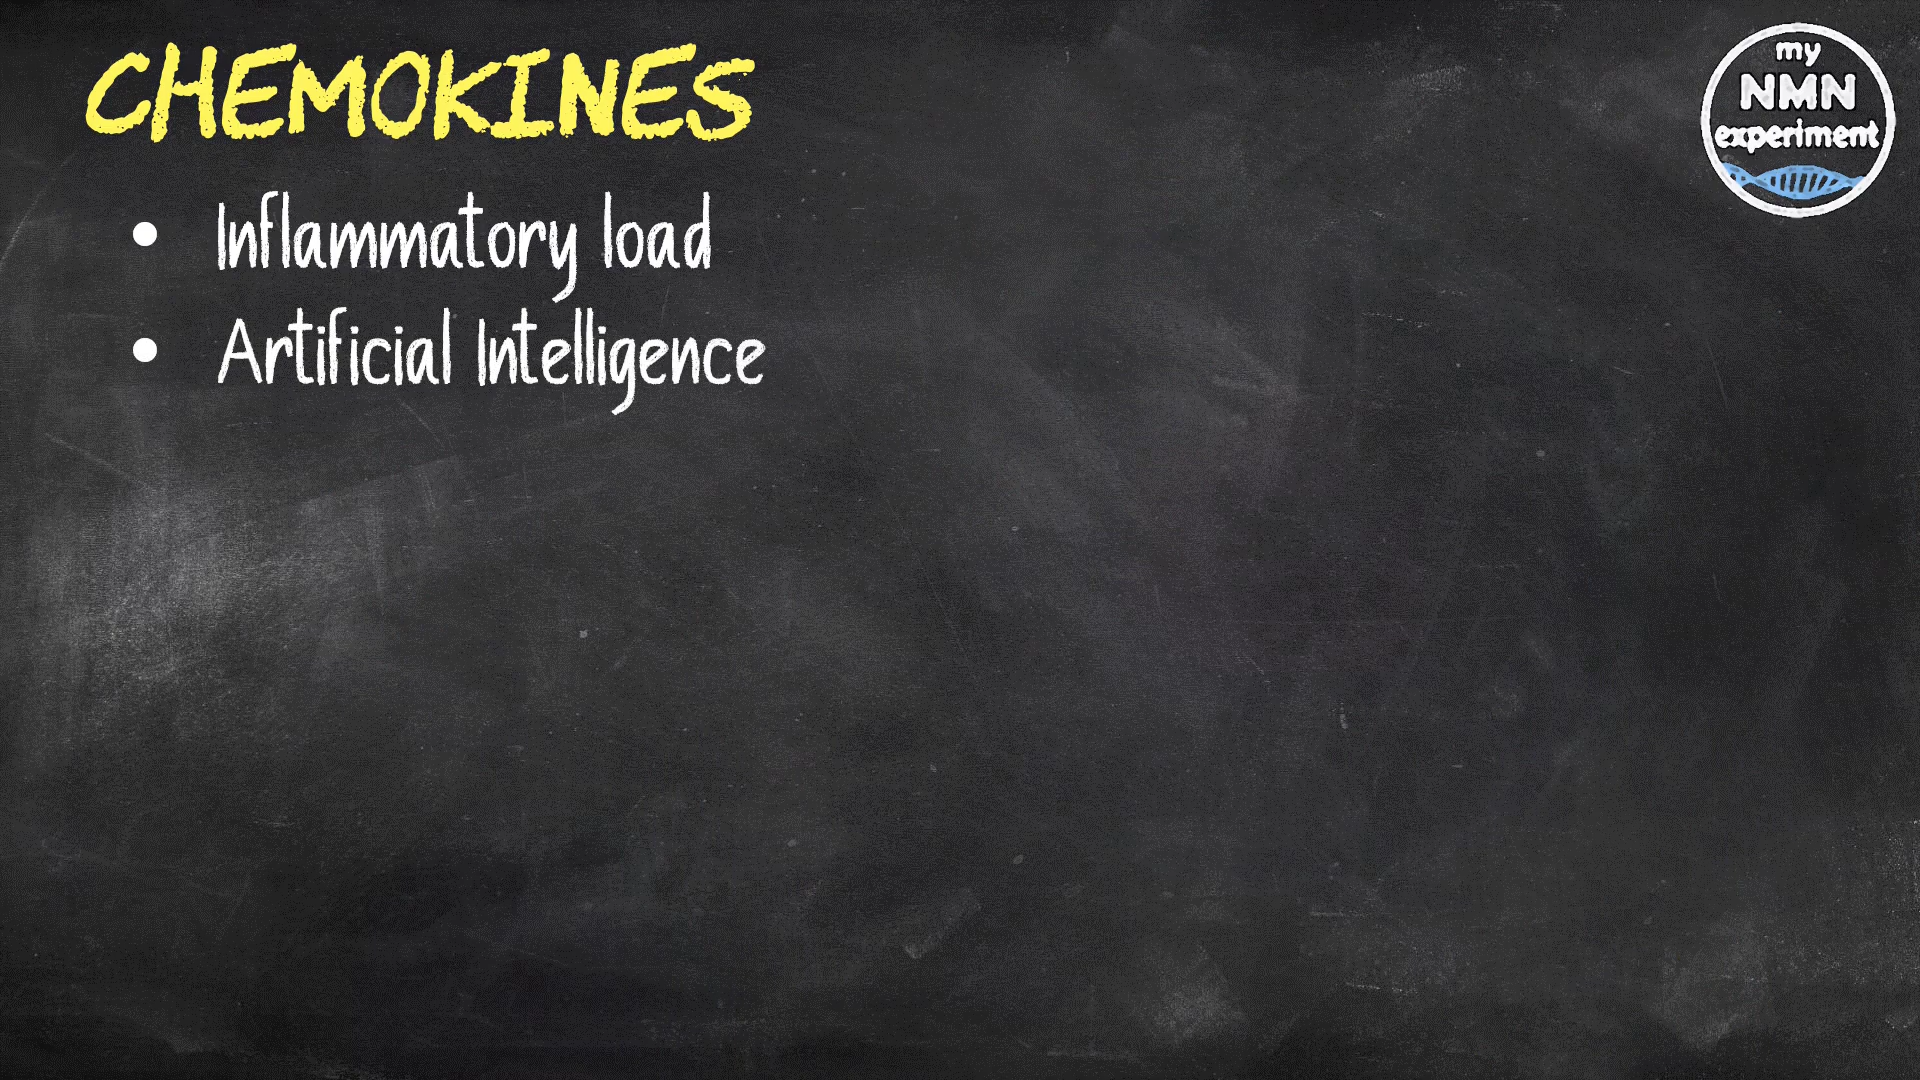 CHEMOKINES
• Inflammatory load
• Artificial Intelligence
my
NMN
experiment